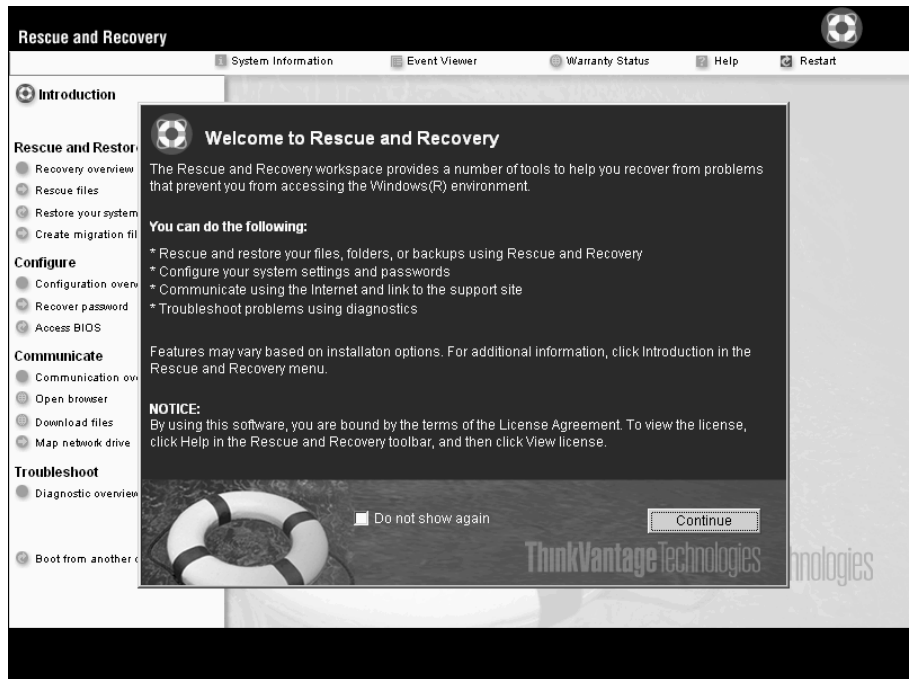 Rescue and Recovery
System Information Event Viewer Warranty Status Help Restart
Introduction
Rescue and Restor
Recovery overview
Rescue files
Restore your system
Create migration fil
Configure
Configuration overv
Recover password
Access BIOS
Communicate
Communication ov
Open browser
Download files
Map network drive
Troubleshoot
Diagnostic overview
Boot from another
Welcome to Rescue and Recovery
The Rescue and Recovery workspace provides a number of tools to help you recover from problems
that prevent you from accessing the Windows(R) environment.
You can do the following:
* Rescue and restore your files, folders, or backups using Rescue and Recovery
* Configure your system settings and passwords
* Communicate using the Internet and link to the support site
* Troubleshoot problems using diagnostics
Features may vary based on installaton options. For additional information, click Introduction in the
Rescue and Recovery menu.
NOTICE:
By using this software, you are bound by the terms of the License Agreement. To view the license,
click Help in the Rescue and Recovery toolbar, and then click View license.
Do not show again
Continue
ThinkVantage Technologies
hnologies